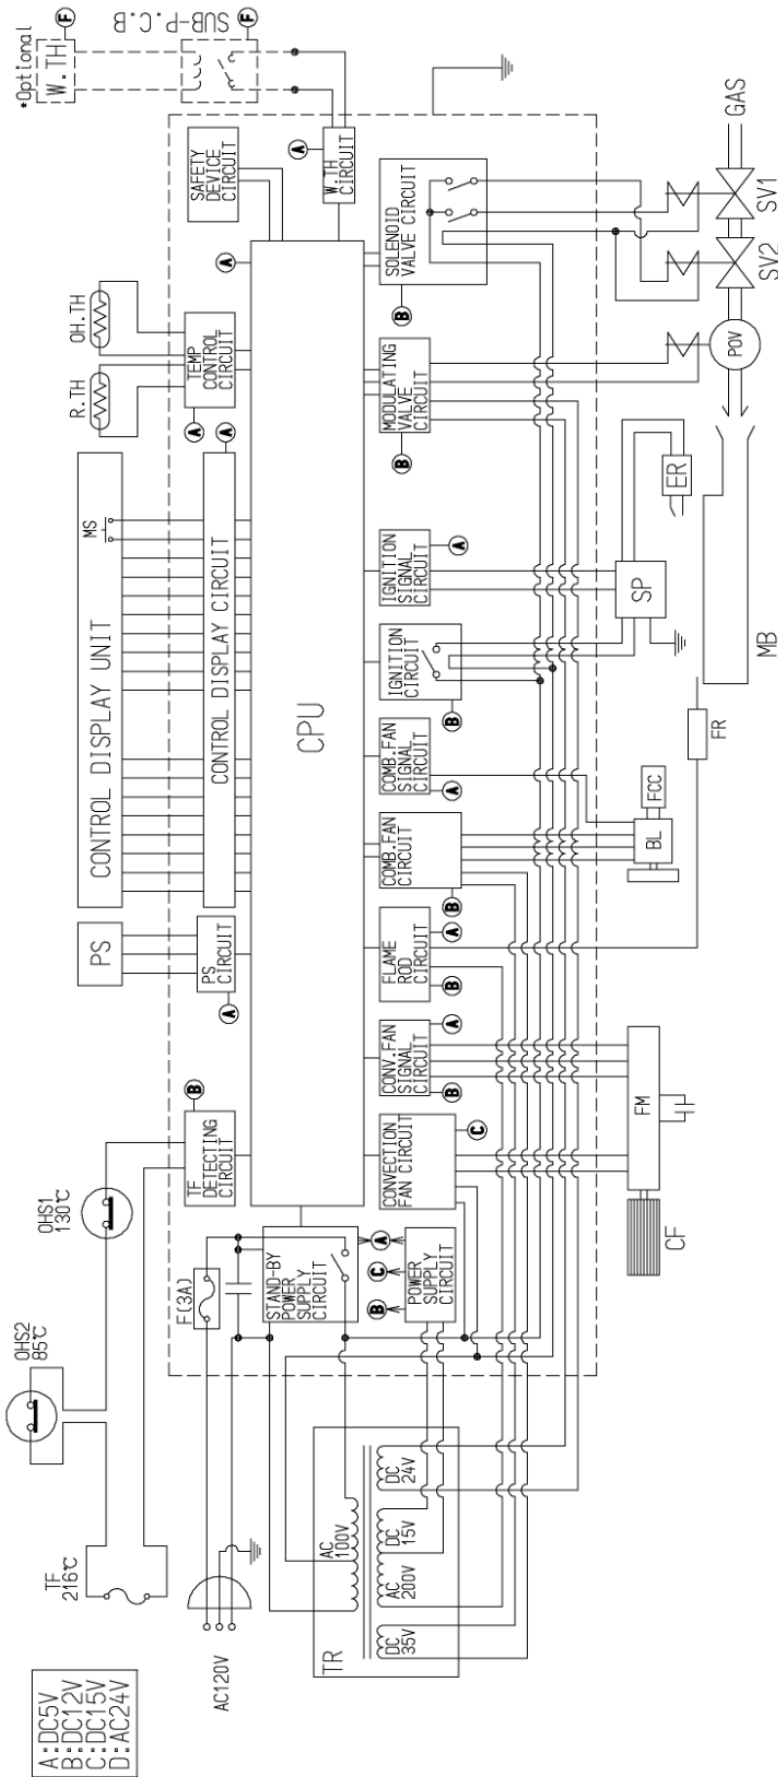 A:DC5V
B:DC12V
C:DC15V
D:AC24V
TF
216℃
OHS2
85℃
OHS1
130℃
PS
CONTROL DISPLAY UNIT
MS
R.TH
OH.TH
*Optional
W.TH
F
SUB-P.C.B
F
AC120V
F(3A)
B
TF
DETECTING
CIRCUIT
A
PS
CIRCUIT
CONTROL DISPLAY CIRCUIT
A
A
TEMP
CONTROL
CIRCUIT
A
SAFETY
DEVICE
CIRCUIT
A
W.TH
CIRCUIT
STAND-BY
POWER
SUPPLY
CIRCUIT
CPU
B
C
A
POWER
SUPPLY
CIRCUIT
CONVECTION
FAN CIRCUIT
C
CONV.FAN
SIGNAL
CIRCUIT
B
A
FLAME
ROD
CIRCUIT
B
A
COMB.FAN
CIRCUIT
B
COMB.FAN
SIGNAL
CIRCUIT
A
IGNITION
CIRCUIT
B
IGNITION
SIGNAL
CIRCUIT
A
MODULATING
VALVE
CIRCUIT
B
SOLENOID
VALVE CIRCUIT
B
TR
AC
100V
DC
35V
AC
200V
DC
15V
DC
24V
CF
FM
BL
FCC
FR
SP
ER
MB
POV
SV2
SV1
GAS